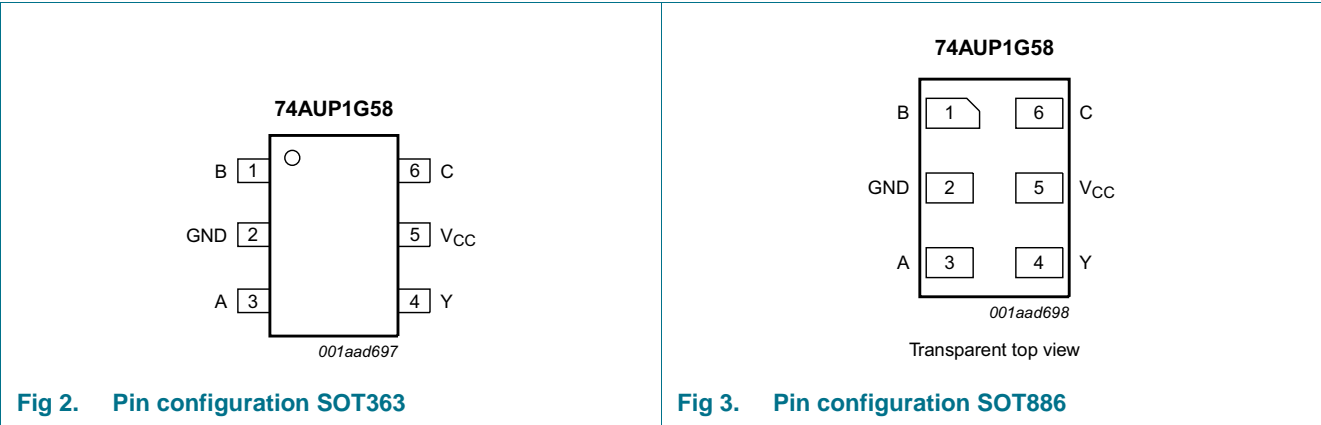 74AUP1G58
B 1 6 C
GND 2 5 VCC
A 3 4 Y
001aad697
Fig 2. Pin configuration SOT363
74AUP1G58
B 1 6 C
GND 2 5 VCC
A 3 4 Y
001aad698
Transparent top view
Fig 3. Pin configuration SOT886